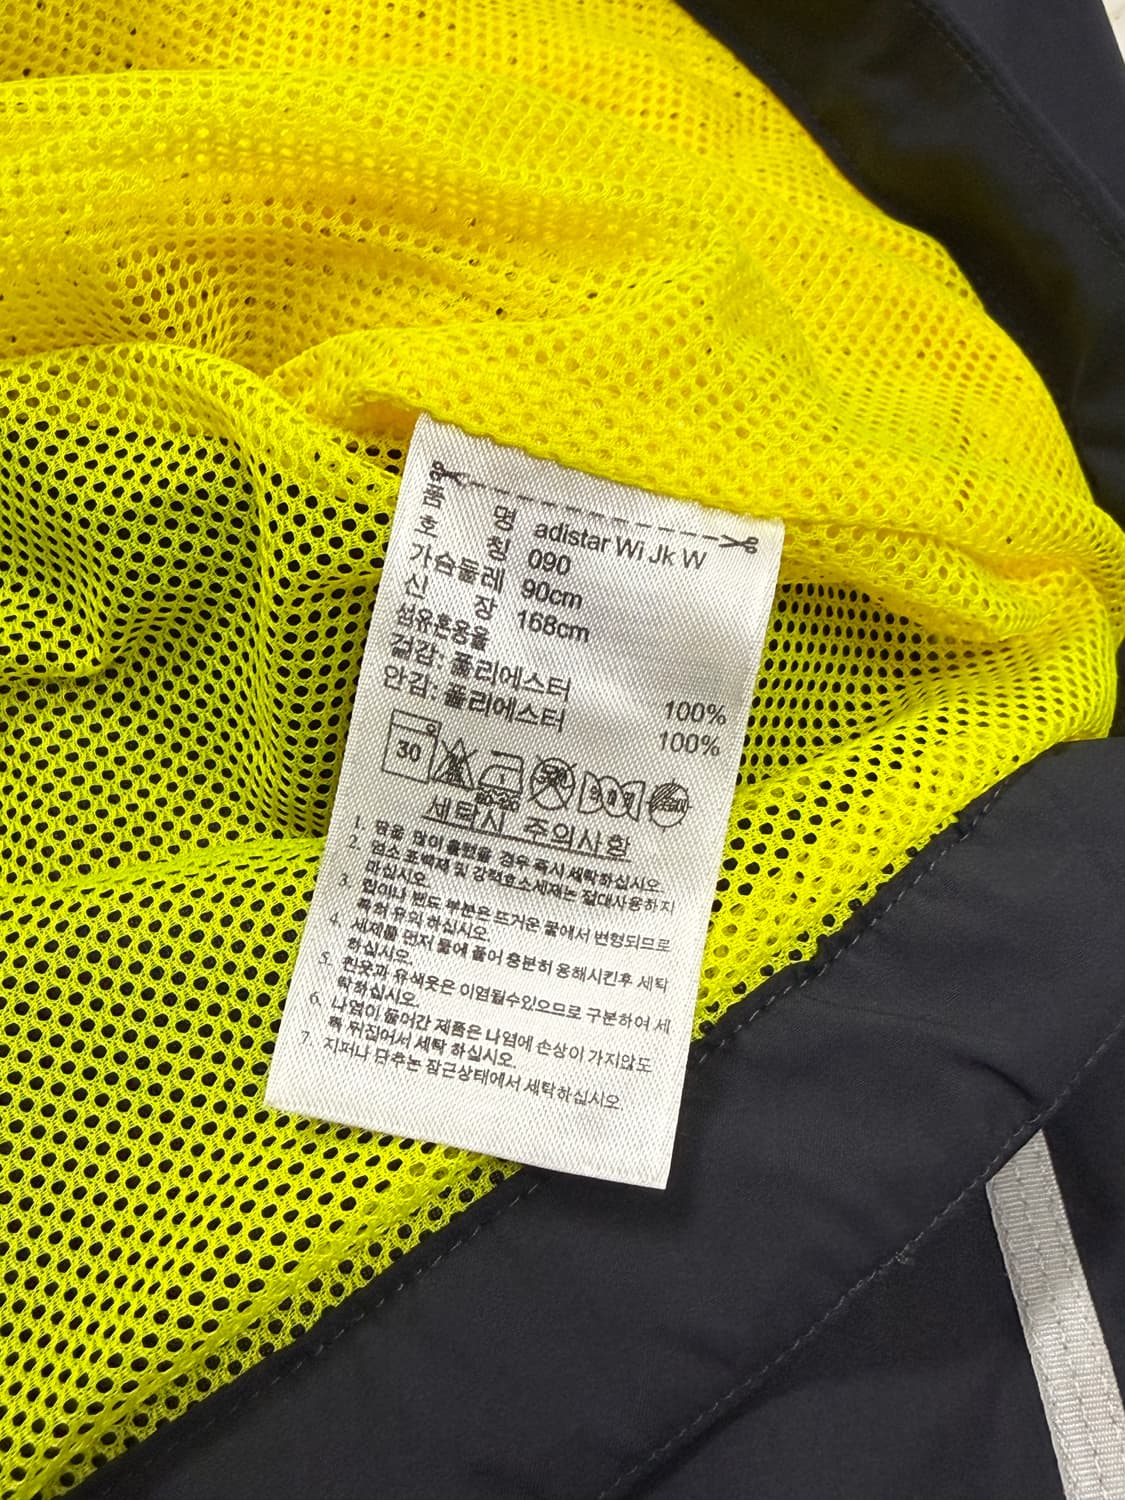 품 명 adistar Wi Jk W
호 칭 090
가슴둘레 90cm
신 장 168cm
섬유혼용율
겉감: 폴리에스터 100%
안감: 폴리에스터 100%
30
세탁시 주의사항
1. 땀을 많이 흘렸을 경우 즉시 세탁하십시오.
2. 염소 표백제 및 강력효소세제는 절대사용하지
마십시오.
3. 립이나 밴드 부분은 뜨거운 물에서 변형되므로
특히 유의 하십시오.
4. 세제를 먼저 물에 풀어 충분히 용해시킨후 세탁
하십시오.
5. 흰옷과 유색옷은 이염될수있으므로 구분하여 세
탁하십시오.
6. 나염이 들어간 제품은 나염에 손상이 가지않도
록 뒤집어서 세탁 하십시오.
7. 지퍼나 단추는 잠근상태에서 세탁하십시오.